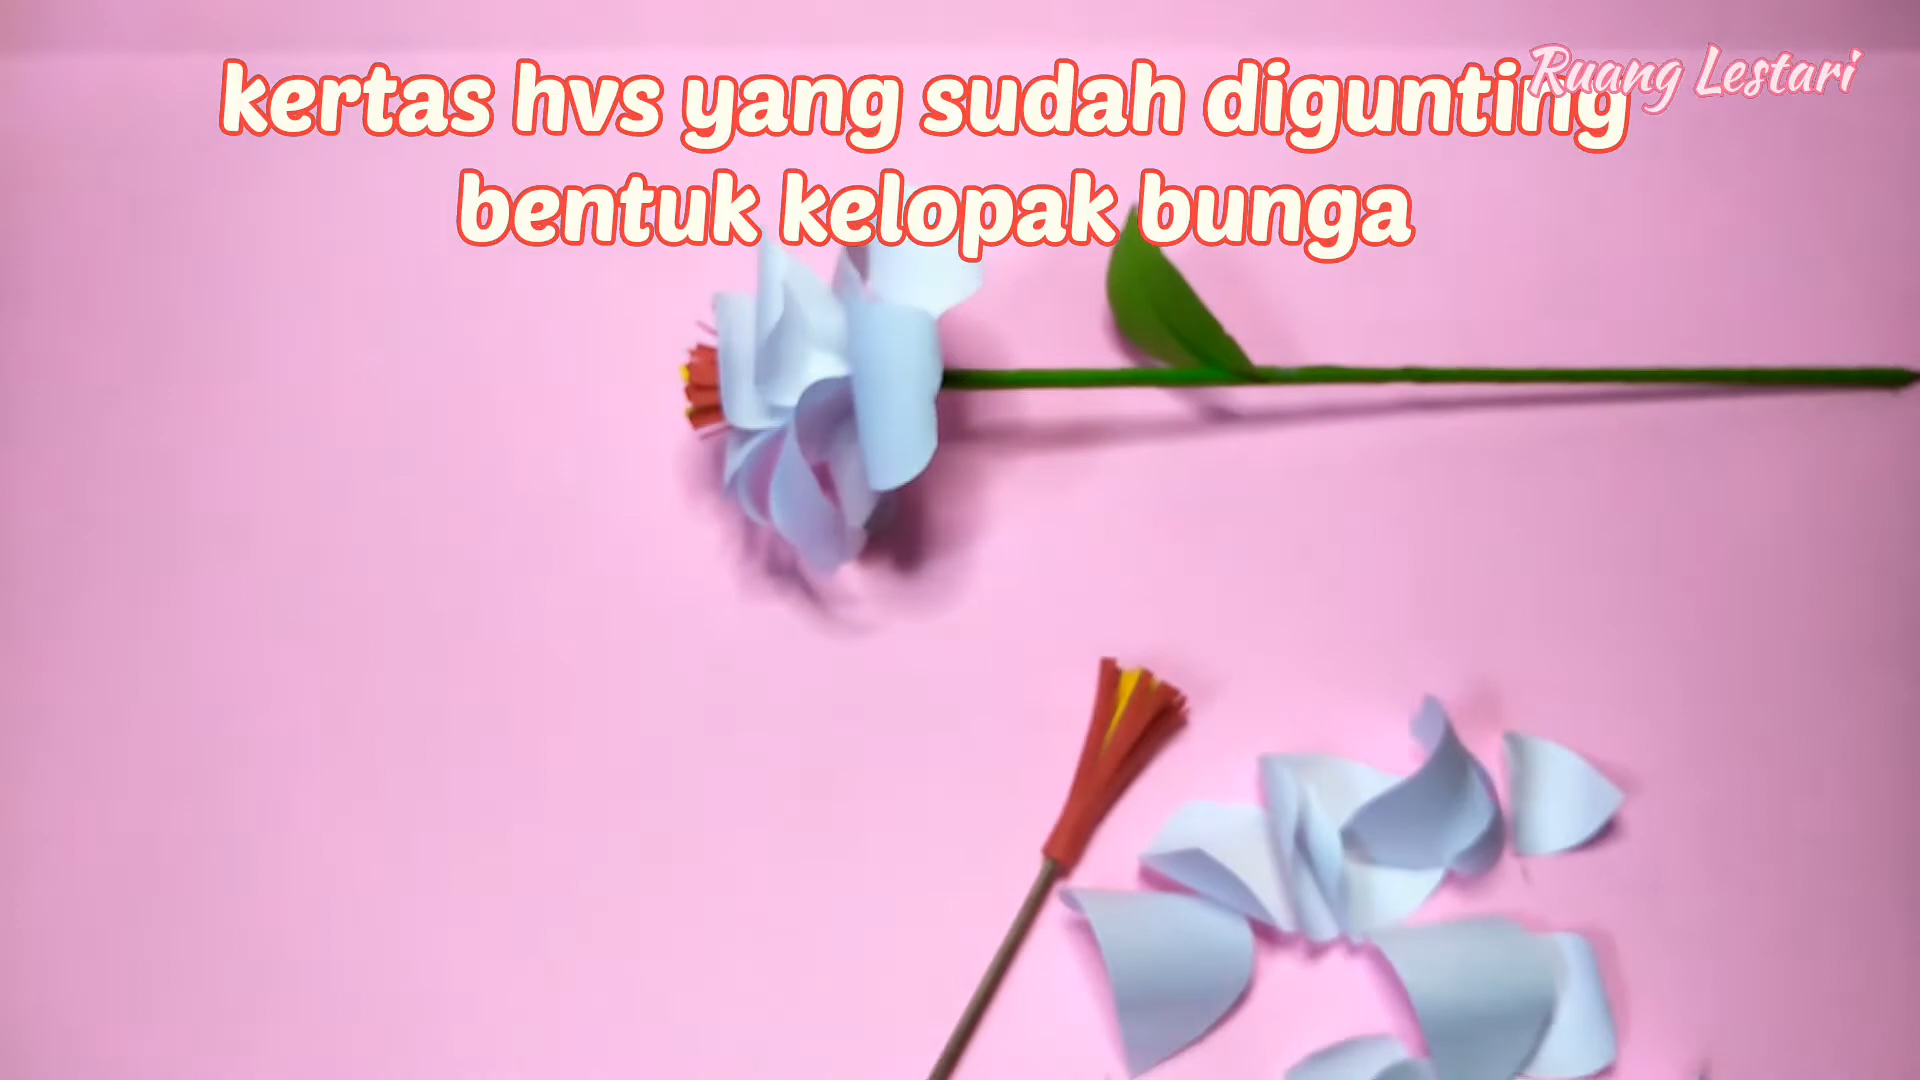 kertas hvs yang sudah digunting
bentuk kelopak bunga
Ruang Lestari